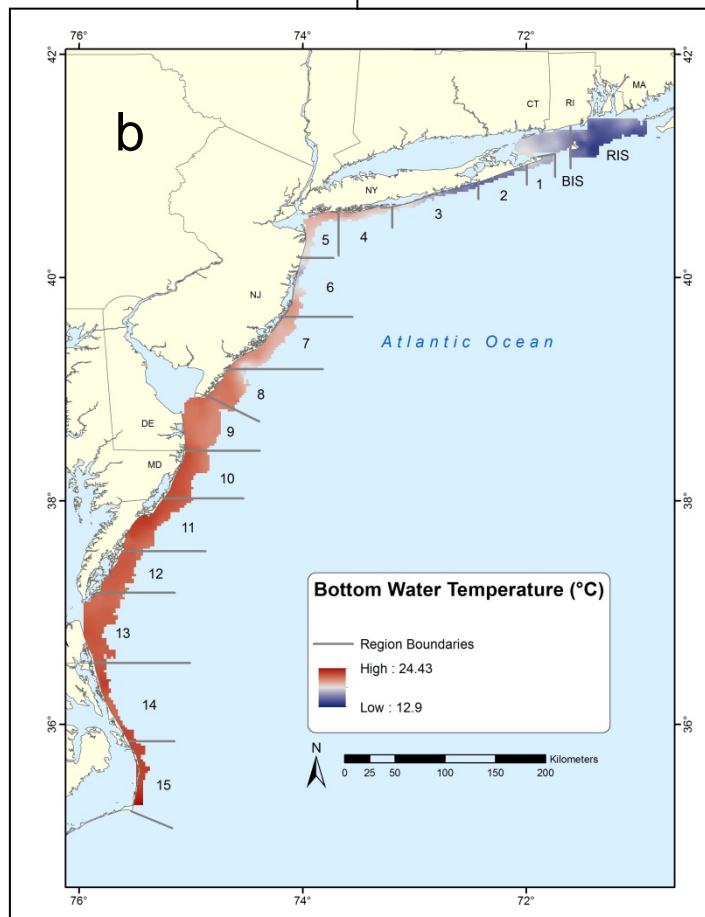 76° 74° 72°
42° 42°
b
MA
CT RI
RIS
BIS
NY
1
2
3
4
5
40° 40°
6
NJ
7
Atlantic Ocean
8
DE
9
MD
10
38° 38°
11
12
Bottom Water Temperature (°C)
13
Region Boundaries
High : 24.43
14
Low : 12.9
36° 36°
N
Kilometers
0 25 50 100 150 200
15
76° 74° 72°